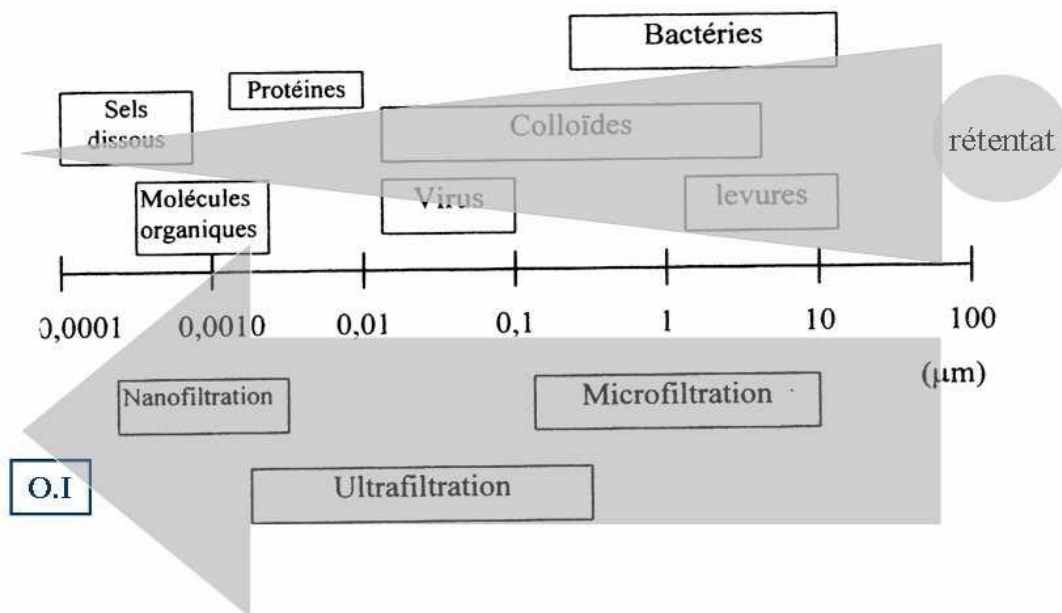 Bactéries
Protéines
Sels
dissous
Colloïdes
rétentat
Molécules
organiques
Virus
levures
0,0001 0,0010 0,01 0,1 1 10 100
(μm)
Nanofiltration
Microfiltration
O.I
Ultrafiltration